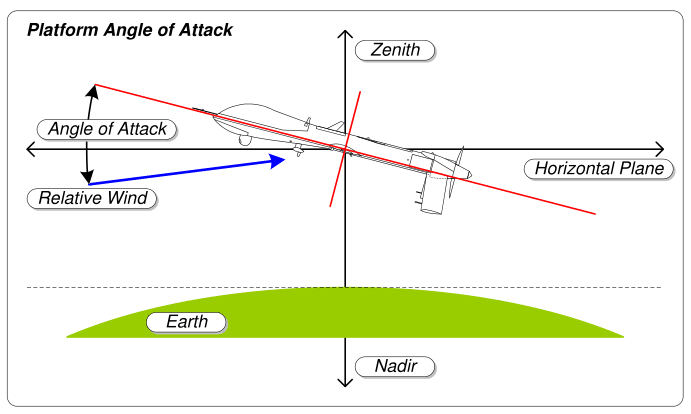 Platform Angle of Attack
Zenith
Angle of Attack
Horizontal Plane
Relative Wind
Earth
Nadir